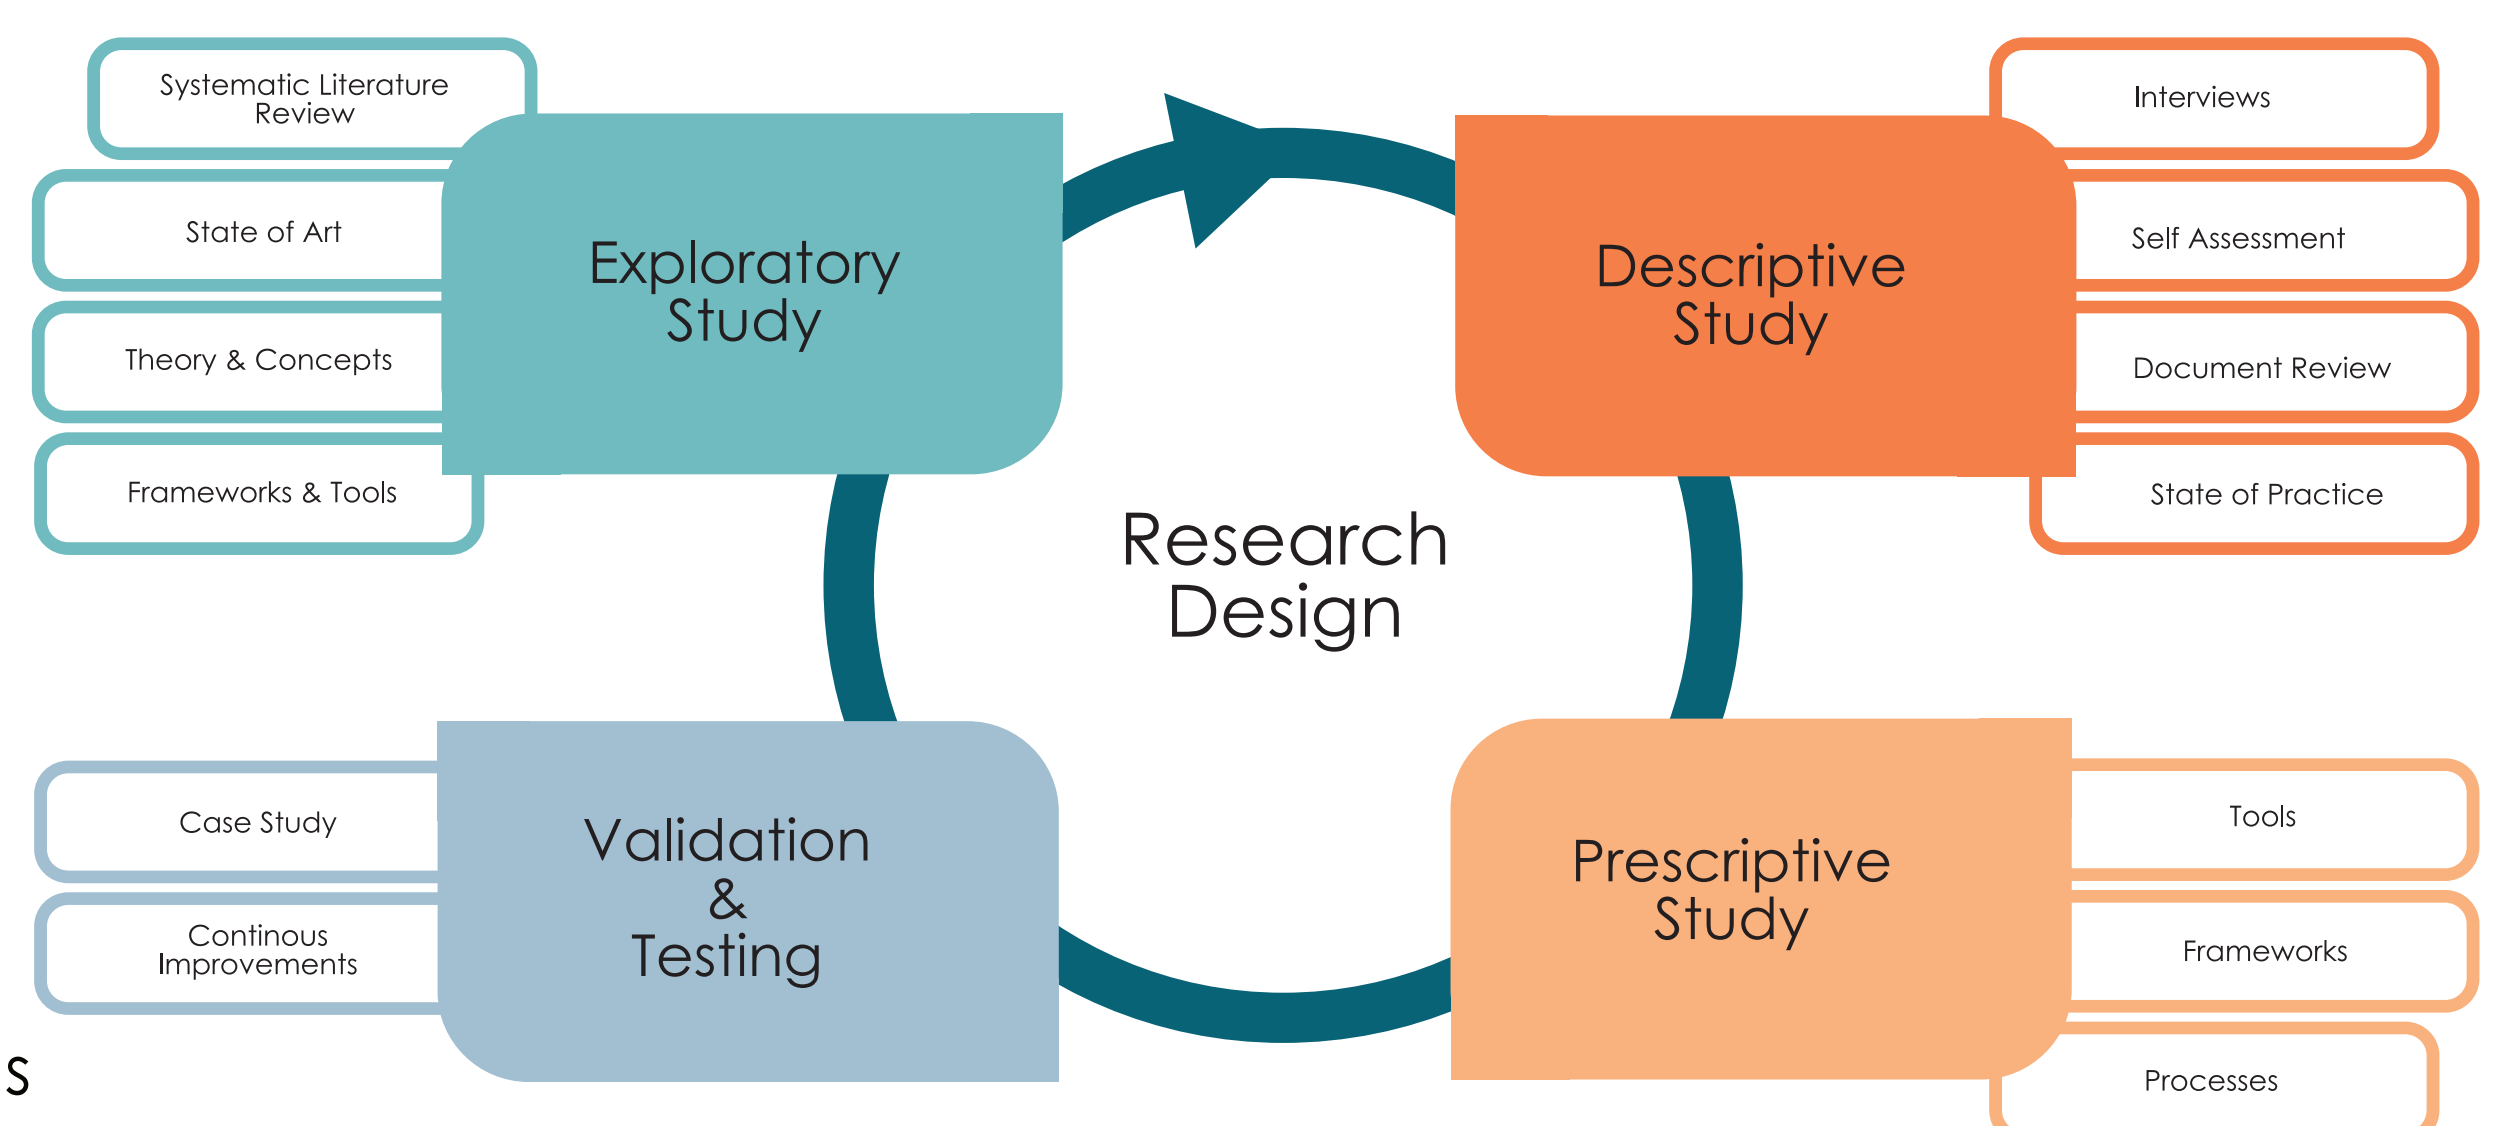 Systematic Literature
Review
State of Art
Theory & Concepts
Frameworks & Tools
Exploratory
Study
Descriptive
Study
Interviews
Self Assessment
Document Review
State of Practice
Research
Design
Case Study
Continous
Improvements
Validation
&
Testing
Prescriptive
Study
Tools
Frameworks
Processes
s